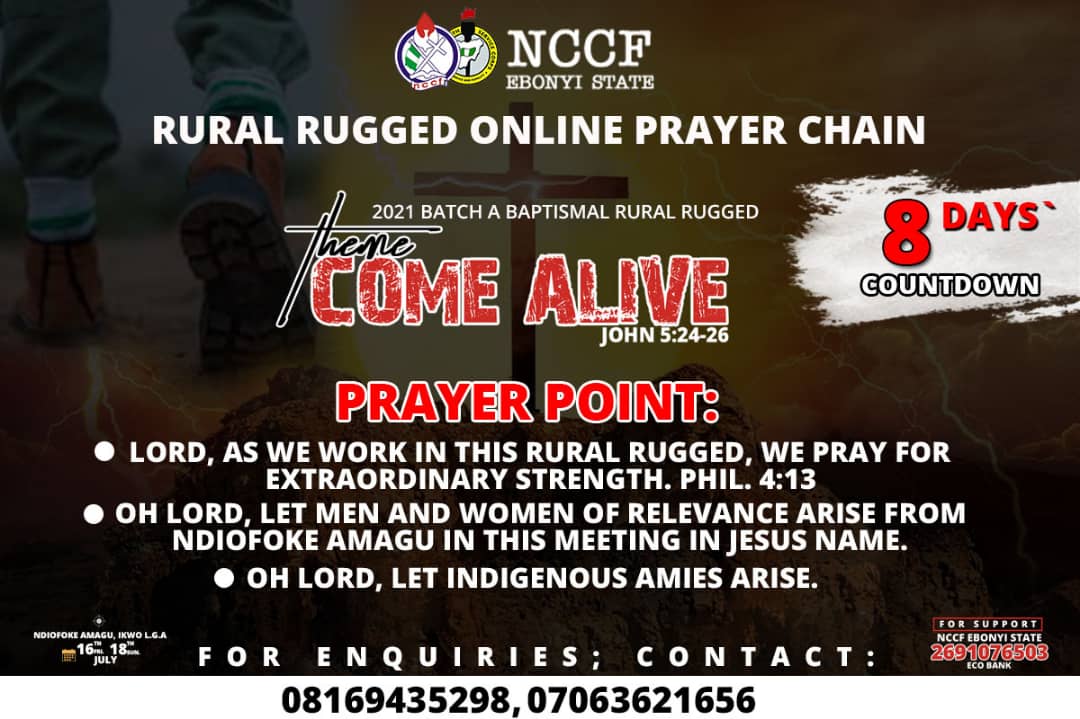 nccf
NCCF
EBONYI STATE
RURAL RUGGED ONLINE PRAYER CHAIN
2021 BATCH A BAPTISMAL RURAL RUGGED
theme
COME ALIVE
JOHN 5:24-26
8 DAYS`
COUNTDOWN
PRAYER POINT:
● LORD, AS WE WORK IN THIS RURAL RUGGED, WE PRAY FOR
EXTRAORDINARY STRENGTH. PHIL. 4:13
● OH LORD, LET MEN AND WOMEN OF RELEVANCE ARISE FROM
NDIOFOKE AMAGU IN THIS MEETING IN JESUS NAME.
● OH LORD, LET INDIGENOUS AMIES ARISE.
NDIOFOKE AMAGU, IKWO L.G.A
16TH FRI. 18TH SUN.
JULY
FOR SUPPORT
NCCF EBONYI STATE
2691076503
ECO BANK
FOR ENQUIRIES; CONTACT:
08169435298, 07063621656